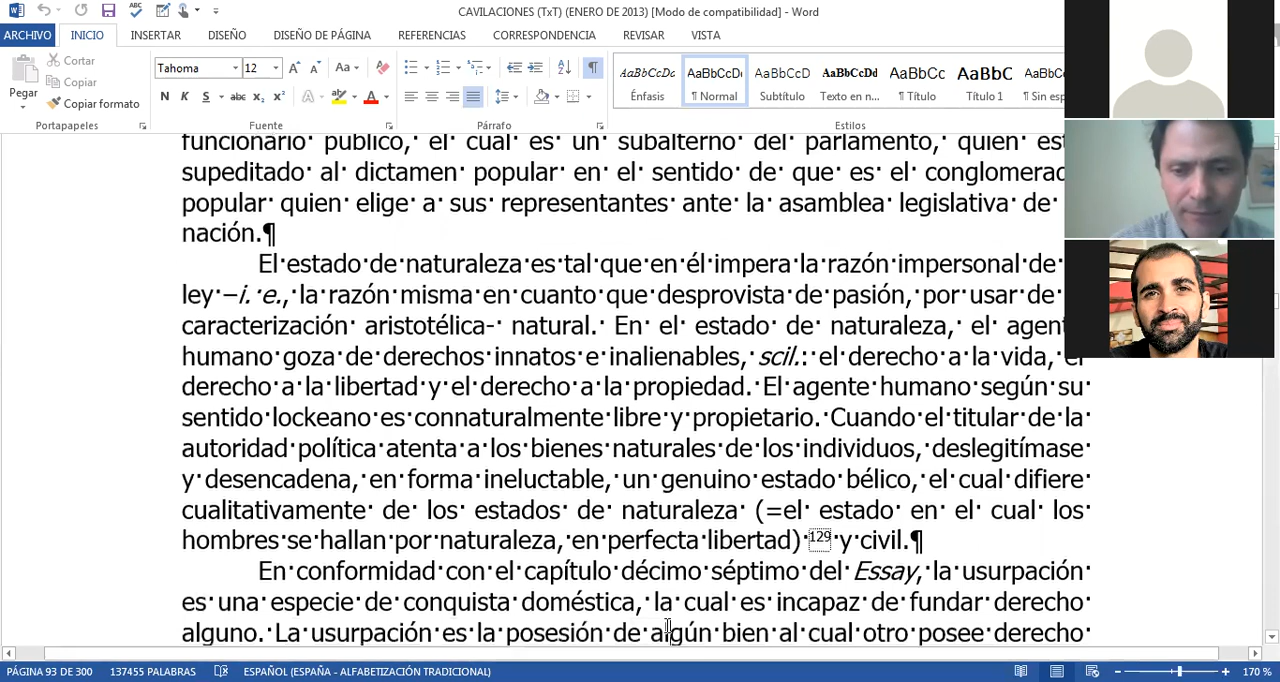 CAVILACIONES (TxT) (ENERO DE 2013) [Modo de compatibilidad] - Word
ARCHIVO INICIO INSERTAR DISEÑO DISEÑO DE PÁGINA REFERENCIAS CORRESPONDENCIA REVISAR VISTA
Cortar
Copiar
Copiar formato
Pegar
Portapapeles
Tahoma 12
Aa
N K S abc x₂ x²
Fuente
Párrafo
AaBbCcDc AaBbCcDc AaBbCcD AaBbCcDd AaBbCc AaBbC AaBbCc
Énfasis ¶ Normal Subtítulo Texto en n... ¶ Título Título 1 ¶ Sin esp
Estilos
funcionario público, el cual es un subalterno del parlamento, quien est
supeditado al dictamen popular en el sentido de que es el conglomerad
popular quien elige a sus representantes ante la asamblea legislativa de
nación.¶
El estado de naturaleza es tal que en él impera la razón impersonal de
ley –i. e., la razón misma en cuanto que desprovista de pasión, por usar de
caracterización aristotélica- natural. En el estado de naturaleza, el agent
humano goza de derechos innatos e inalienables, scil.: el derecho a la vida, el
derecho a la libertad y el derecho a la propiedad. El agente humano según su
sentido lockeano es connaturalmente libre y propietario. Cuando el titular de la
autoridad política atenta a los bienes naturales de los individuos, deslegitímase
y desencadena, en forma ineluctable, un genuino estado bélico, el cual difiere
cualitativamente de los estados de naturaleza (=el estado en el cual los
hombres se hallan por naturaleza, en perfecta libertad) 129 y civil.¶
En conformidad con el capítulo décimo séptimo del Essay, la usurpación
es una especie de conquista doméstica, la cual es incapaz de fundar derecho
alguno. La usurpación es la posesión de algún bien al cual otro posee derecho
PÁGINA 93 DE 300 137455 PALABRAS ESPAÑOL (ESPAÑA - ALFABETIZACIÓN TRADICIONAL) 170 %